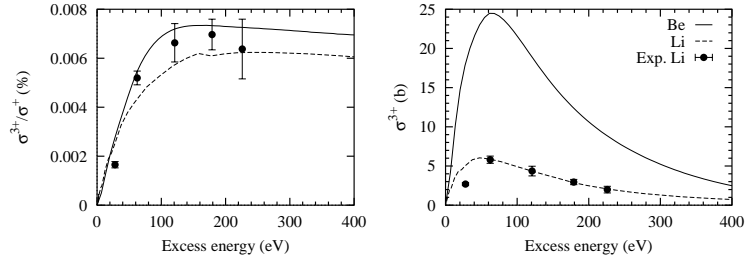 0.008
0.006
0.004
0.002
0
0 100 200 300 400
σ³⁺/σ⁺ (%)
Excess energy (eV)
25
20
15
10
5
0
0 100 200 300 400
σ³⁺ (b)
Excess energy (eV)
Be
Li
Exp. Li